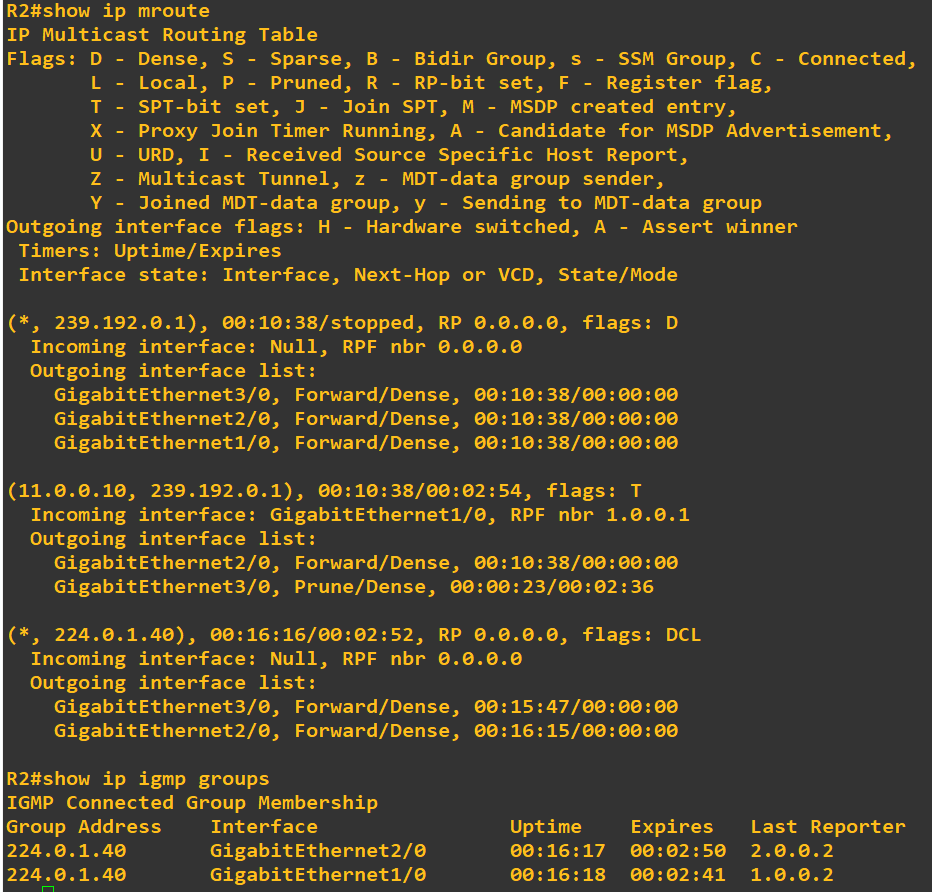 R2#show ip mroute
IP Multicast Routing Table
Flags: D - Dense, S - Sparse, B - Bidir Group, s - SSM Group, C - Connected,
       L - Local, P - Pruned, R - RP-bit set, F - Register flag,
       T - SPT-bit set, J - Join SPT, M - MSDP created entry,
       X - Proxy Join Timer Running, A - Candidate for MSDP Advertisement,
       U - URD, I - Received Source Specific Host Report,
       Z - Multicast Tunnel, z - MDT-data group sender,
       Y - Joined MDT-data group, y - Sending to MDT-data group
Outgoing interface flags: H - Hardware switched, A - Assert winner
 Timers: Uptime/Expires
 Interface state: Interface, Next-Hop or VCD, State/Mode

(*, 239.192.0.1), 00:10:38/stopped, RP 0.0.0.0, flags: D
  Incoming interface: Null, RPF nbr 0.0.0.0
  Outgoing interface list:
    GigabitEthernet3/0, Forward/Dense, 00:10:38/00:00:00
    GigabitEthernet2/0, Forward/Dense, 00:10:38/00:00:00
    GigabitEthernet1/0, Forward/Dense, 00:10:38/00:00:00

(11.0.0.10, 239.192.0.1), 00:10:38/00:02:54, flags: T
  Incoming interface: GigabitEthernet1/0, RPF nbr 1.0.0.1
  Outgoing interface list:
    GigabitEthernet2/0, Forward/Dense, 00:10:38/00:00:00
    GigabitEthernet3/0, Prune/Dense, 00:00:23/00:02:36

(*, 224.0.1.40), 00:16:16/00:02:52, RP 0.0.0.0, flags: DCL
  Incoming interface: Null, RPF nbr 0.0.0.0
  Outgoing interface list:
    GigabitEthernet3/0, Forward/Dense, 00:15:47/00:00:00
    GigabitEthernet2/0, Forward/Dense, 00:16:15/00:00:00

R2#show ip igmp groups
IGMP Connected Group Membership
Group Address    Interface                Uptime    Expires   Last Reporter
224.0.1.40       GigabitEthernet2/0       00:16:17  00:02:50  2.0.0.2
224.0.1.40       GigabitEthernet1/0       00:16:18  00:02:41  1.0.0.2